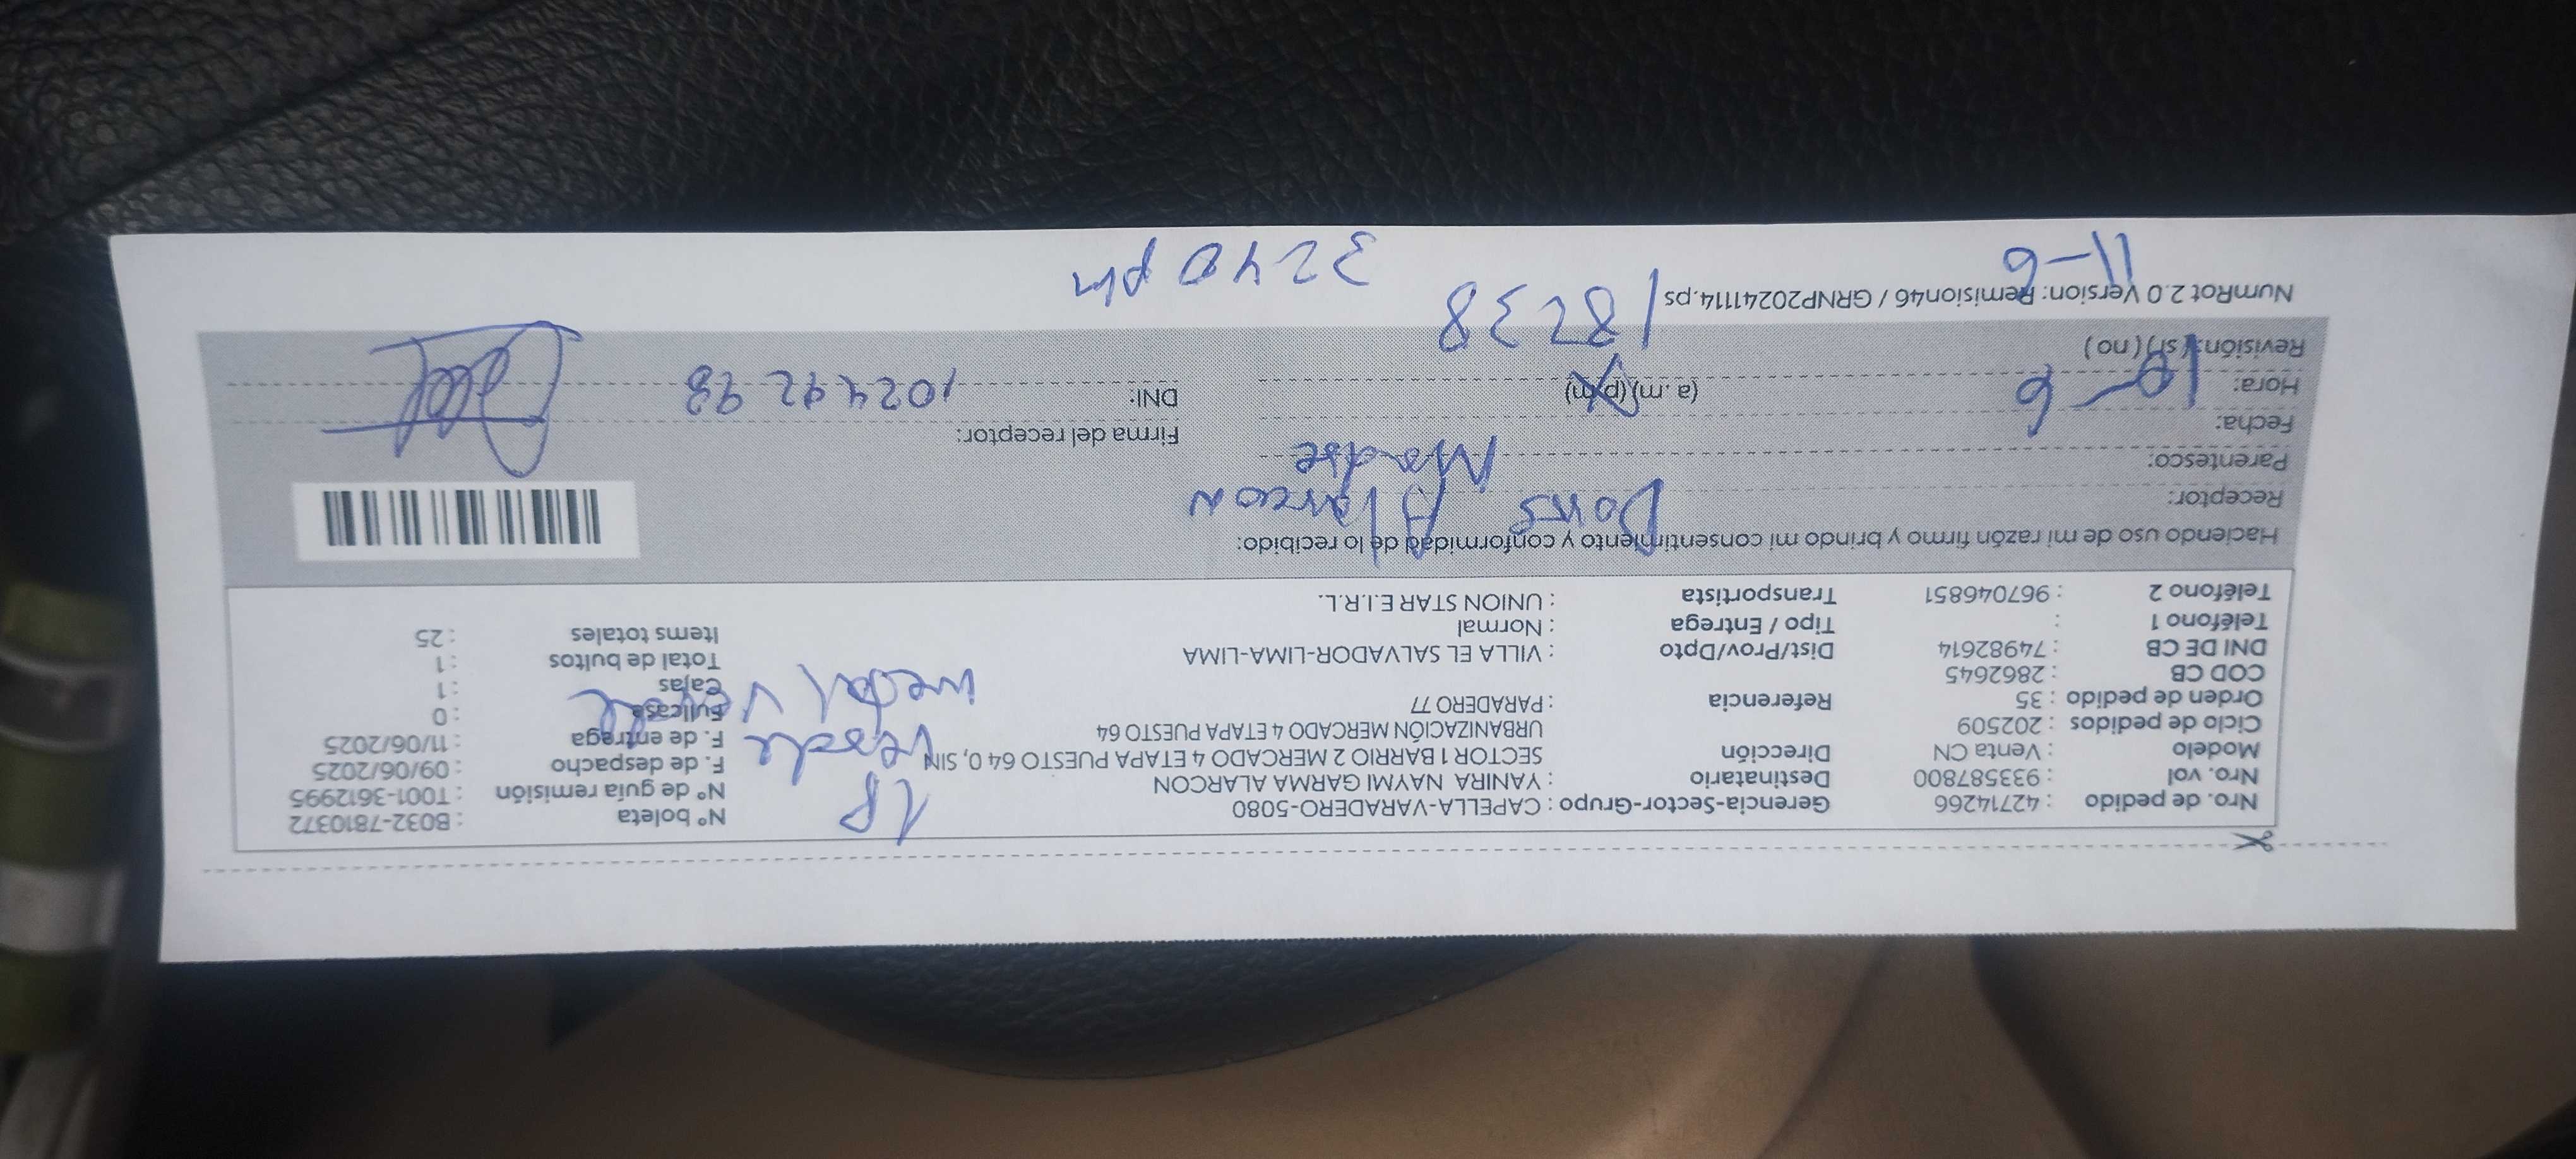 Nro. de pedido : 42714266
Nro. vol : 933587800
Modelo : Venta CN
Ciclo de pedidos : 202509
Orden de pedido : 35
COD CB : 2862645
DNI DE CB : 74982614
Teléfono 1 :
Teléfono 2 : 967046851
Gerencia-Sector-Grupo : CAPELLA-VARADERO-5080
Destinatario : YANIRA NAYMI GARMA ALARCON
Dirección SECTOR 1 BARRIO 2 MERCADO 4 ETAPA PUESTO 64 0, SIN
URBANIZACIÓN MERCADO 4 ETAPA PUESTO 64
Referencia : PARADERO 77
Dist/Prov/Dpto : VILLA EL SALVADOR-LIMA-LIMA
Tipo / Entrega : Normal
Transportista : UNION STAR E.I.R.L.
1P
verde
N° boleta : B032-7810372
N° de guía remisión : T001-3612995
F. de despacho : 09/06/2025
F. de entrega : 11/06/2025
Fullcase : 0
Cajas : 1
Total de bultos : 1
Items totales : 25
Haciendo uso de mi razón firmo y brindo mi consentimiento y conformidad de lo recibido:
Receptor: Doris Alarcon
Parentesco: Madre
Fecha: 10-6
Hora: (a. m) (p m)
Revisión: ( si ) ( no )
Firma del receptor:
DNI: 10244298
18238
NumRot 2.0 Version: Remision46 / GRNP20241114.ps
11-6
3240 pm